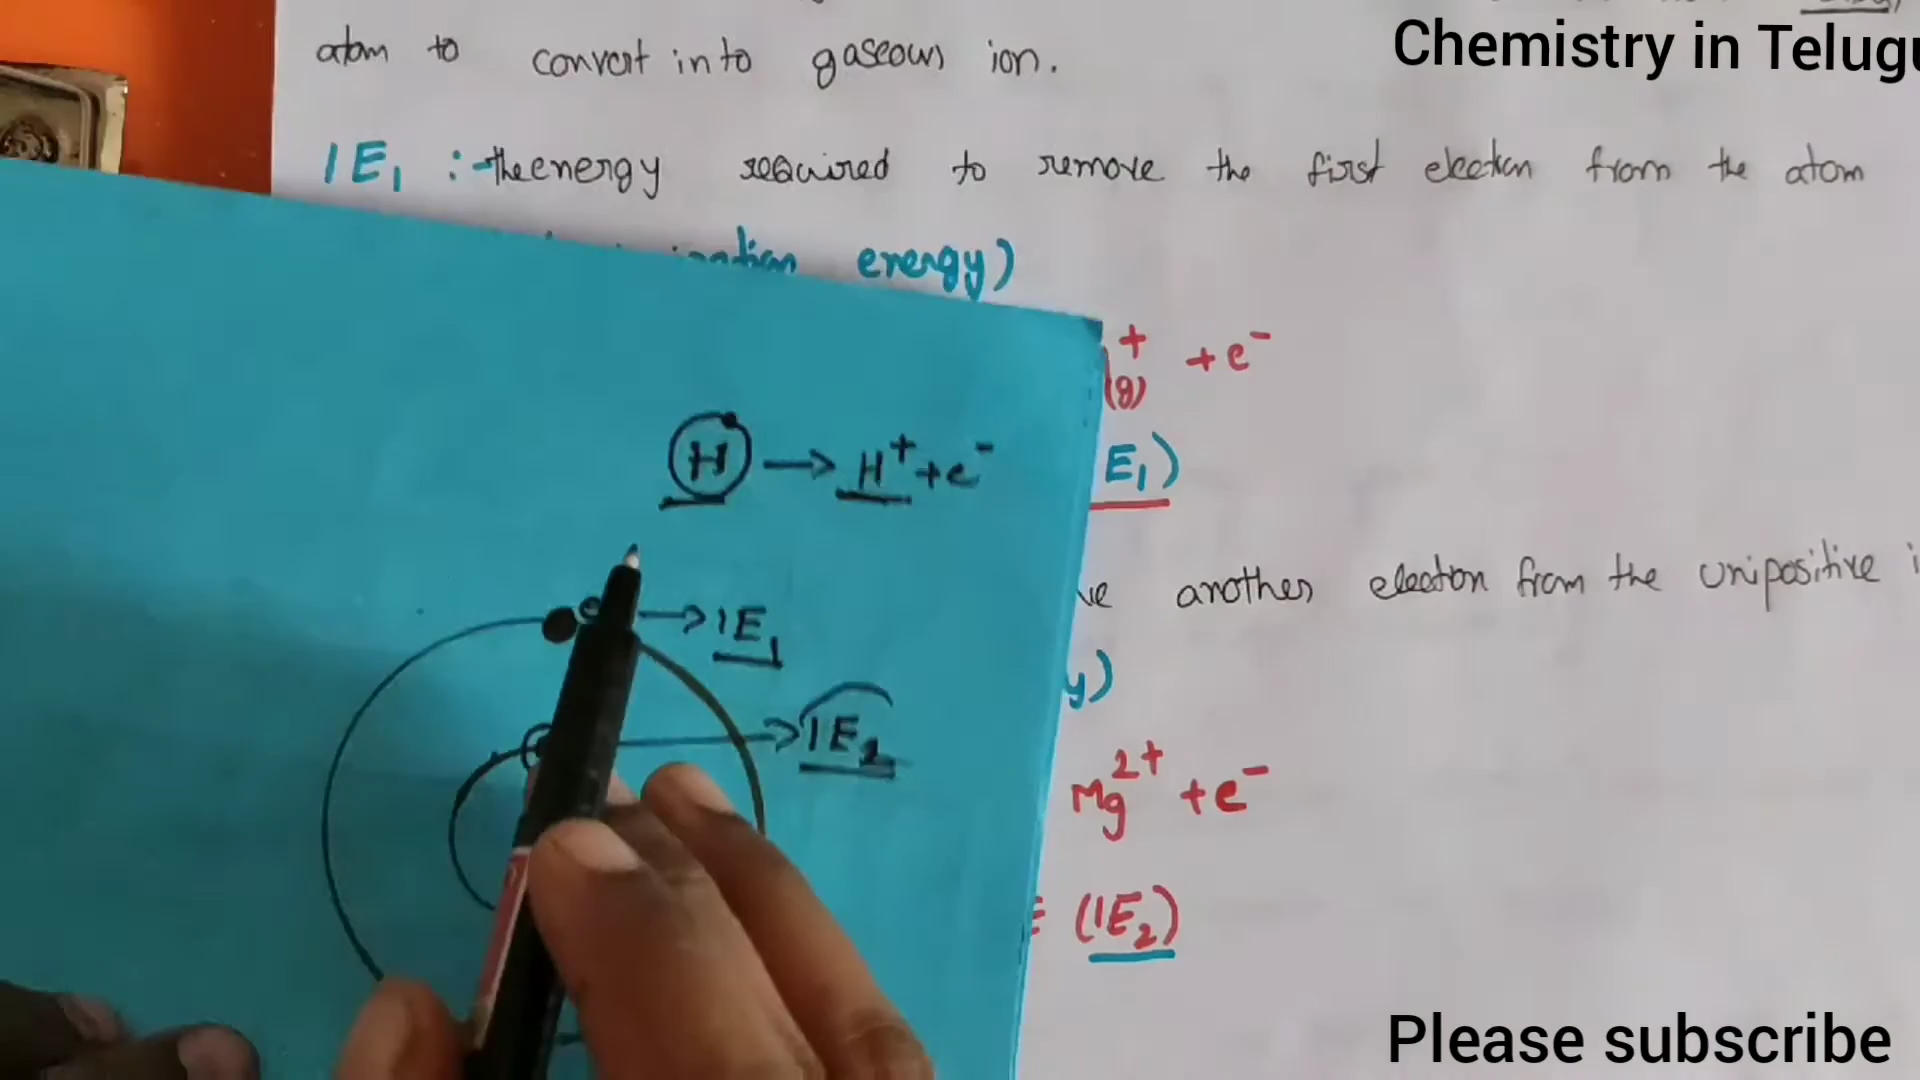 Chemistry in Telugu
atom to convert into gaseous ion.
IE₁ :- the energy required to remove the first electron from the atom
energy)
+ e⁻
(g)
H → H⁺ + e⁻
E₁)
another electron from the unipositive
IE₁
y)
IE₂
Mg²⁺ + e⁻
(IE₂)
Please subscribe